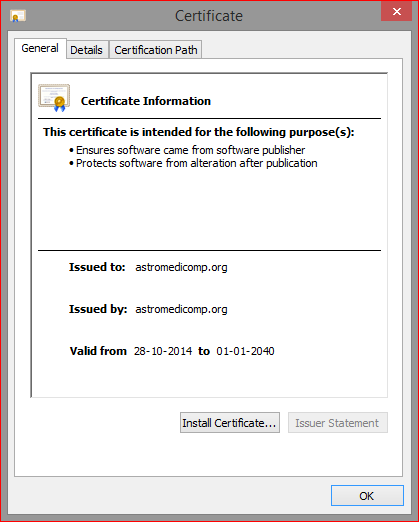 Certificate
General Details Certification Path
Certificate Information
This certificate is intended for the following purpose(s):
• Ensures software came from software publisher
• Protects software from alteration after publication
Issued to: astromedicomp.org
Issued by: astromedicomp.org
Valid from 28-10-2014 to 01-01-2040
Install Certificate... Issuer Statement
OK